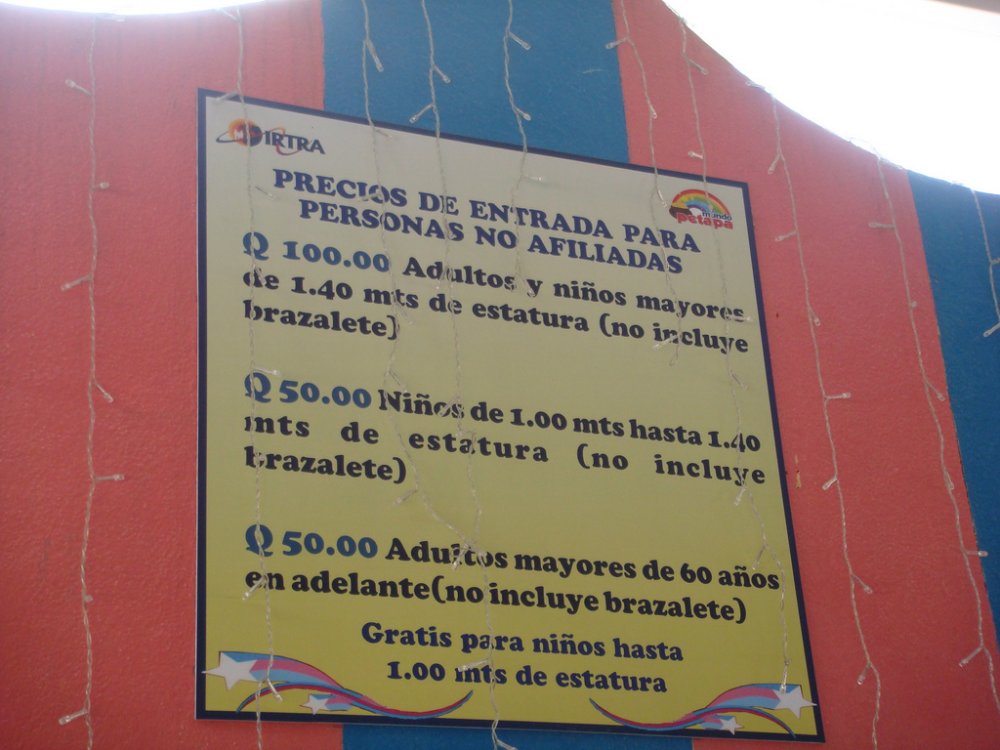 IRTRA
mundo
petapa
PRECIOS DE ENTRADA PARA
PERSONAS NO AFILIADAS
Q 100.00 Adultos y niños mayores
de 1.40 mts de estatura (no incluye
brazalete)
Q 50.00 Niños de 1.00 mts hasta 1.40
mts de estatura (no incluye
brazalete)
Q 50.00 Adultos mayores de 60 años
en adelante(no incluye brazalete)
Gratis para niños hasta
1.00 mts de estatura